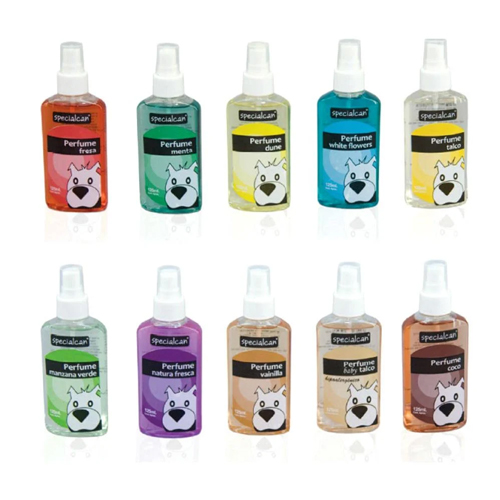 specialcan
Perfume
fresa
specialcan
Perfume
menta
specialcan
Perfume
dune
specialcan
Perfume
white flowers
specialcan
Perfume
talco
specialcan
Perfume
manzana verde
specialcan
Perfume
natura fresca
specialcan
Perfume
vainilla
specialcan
Perfume
Baby talco
specialcan
Perfume
coco